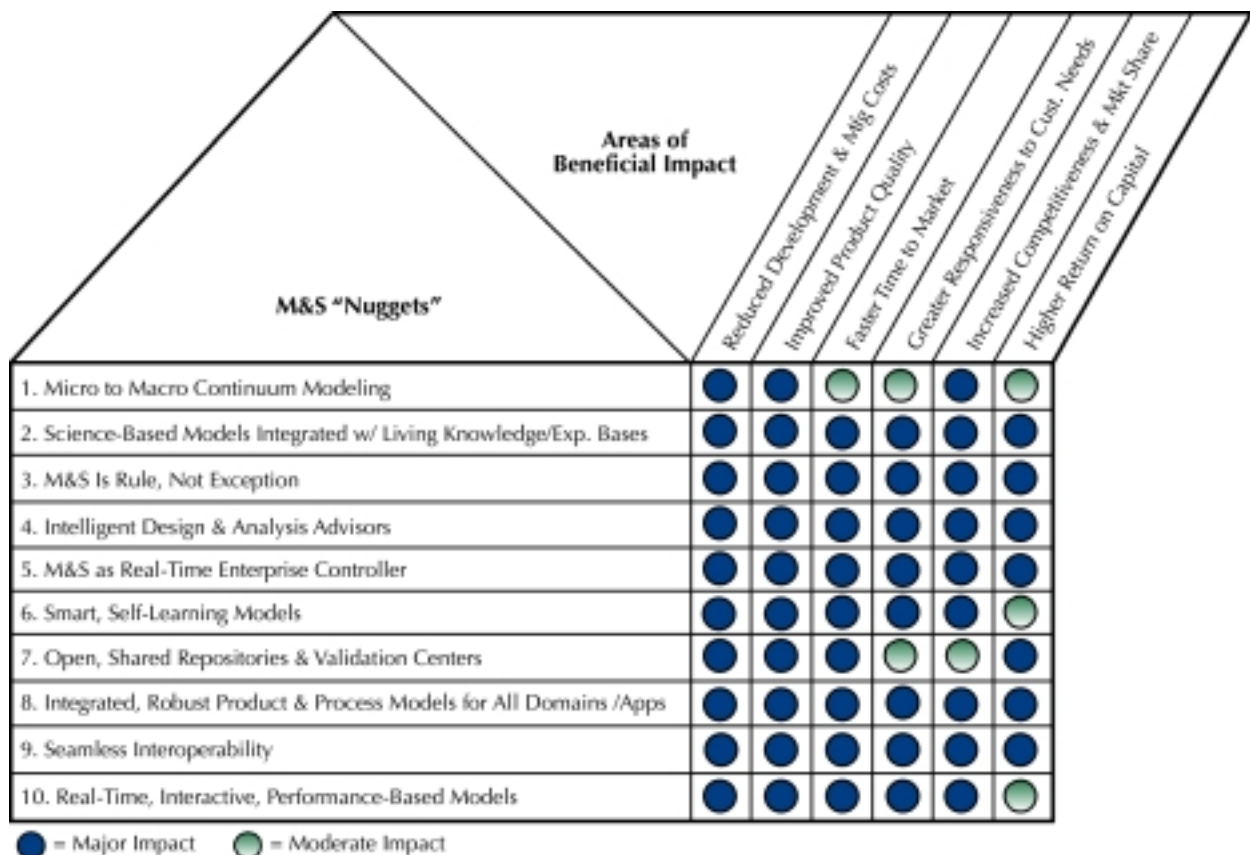 Areas of
Beneficial Impact
M&S “Nuggets”
Reduced Development & Mfg Costs
Improved Product Quality
Faster Time to Market
Greater Responsiveness to Cust. Needs
Increased Competitiveness & Mkt Share
Higher Return on Capital
1. Micro to Macro Continuum Modeling
2. Science-Based Models Integrated w/ Living Knowledge/Exp. Bases
3. M&S Is Rule, Not Exception
4. Intelligent Design & Analysis Advisors
5. M&S as Real-Time Enterprise Controller
6. Smart, Self-Learning Models
7. Open, Shared Repositories & Validation Centers
8. Integrated, Robust Product & Process Models for All Domains /Apps
9. Seamless Interoperability
10. Real-Time, Interactive, Performance-Based Models
= Major Impact = Moderate Impact